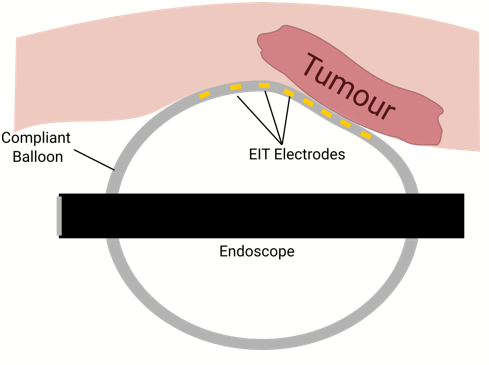 Tumour
Compliant
Balloon
EIT Electrodes
Endoscope